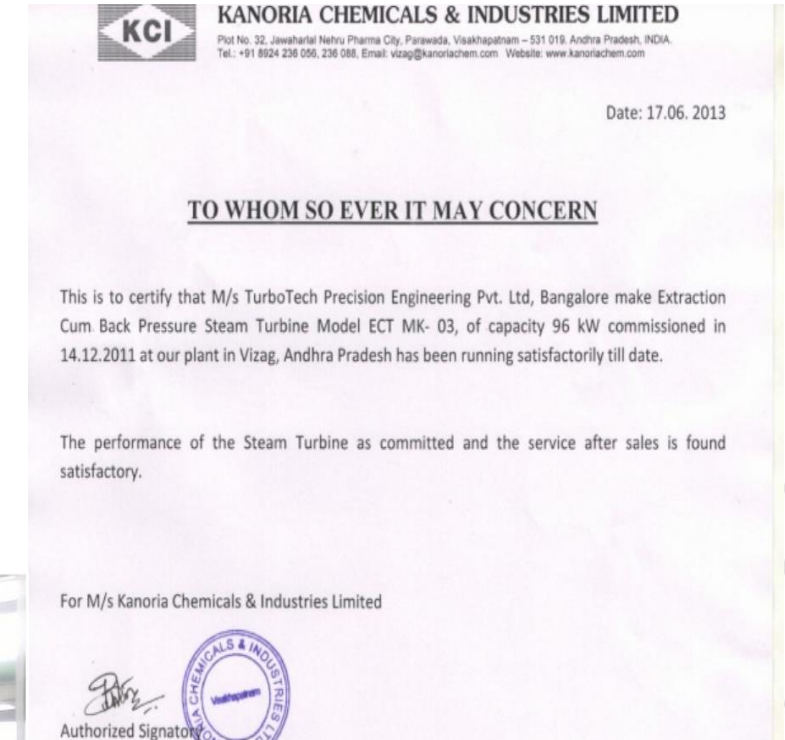 KCI
KANORIA CHEMICALS & INDUSTRIES LIMITED
Plot No. 32, Jawaharlal Nehru Pharma City, Parawada, Visakhapatnam – 531 019. Andhra Pradesh, INDIA.
Tel.: +91 8924 236 056, 236 088, Email: vizag@kanoriachem.com Website: www.kanoriachem.com
Date: 17.06. 2013
TO WHOM SO EVER IT MAY CONCERN
This is to certify that M/s TurboTech Precision Engineering Pvt. Ltd, Bangalore make Extraction
Cum Back Pressure Steam Turbine Model ECT MK- 03, of capacity 96 kW commissioned in
14.12.2011 at our plant in Vizag, Andhra Pradesh has been running satisfactorily till date.
The performance of the Steam Turbine as committed and the service after sales is found
satisfactory.
For M/s Kanoria Chemicals & Industries Limited
CHEMICALS & INDUSTRIES
Visakhapatnam
Authorized Signatory